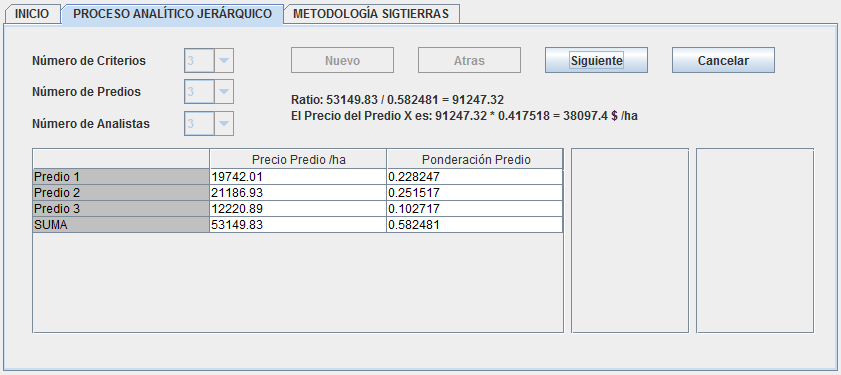 INICIO PROCESO ANALÍTICO JERÁRQUICO METODOLOGÍA SIGTIERRAS
Número de Criterios 3 Nuevo Atras Siguiente Cancelar
Número de Predios 3
Ratio: 53149.83 / 0.582481 = 91247.32
El Precio del Predio X es: 91247.32 * 0.417518 = 38097.4 $ /ha
Número de Analistas 3
Precio Predio /ha Ponderación Predio
Predio 1 19742.01 0.228247
Predio 2 21186.93 0.251517
Predio 3 12220.89 0.102717
SUMA 53149.83 0.582481